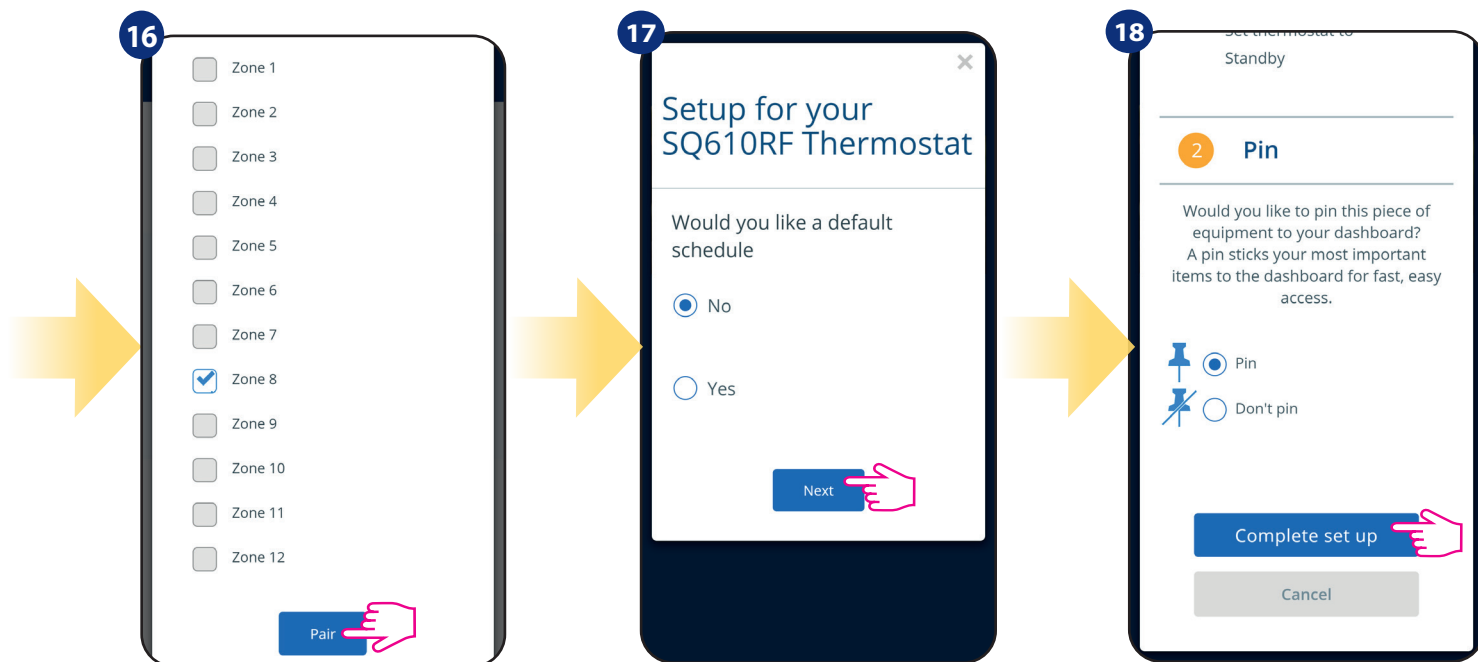 16
Zone 1
Zone 2
Zone 3
Zone 4
Zone 5
Zone 6
Zone 7
Zone 8
Zone 9
Zone 10
Zone 11
Zone 12
Pair
17
×
Setup for your
SQ610RF Thermostat
Would you like a default
schedule
No
Yes
Next
18
Set thermostat to
Standby
2 Pin
Would you like to pin this piece of
equipment to your dashboard?
A pin sticks your most important
items to the dashboard for fast, easy
access.
Pin
Don't pin
Complete set up
Cancel